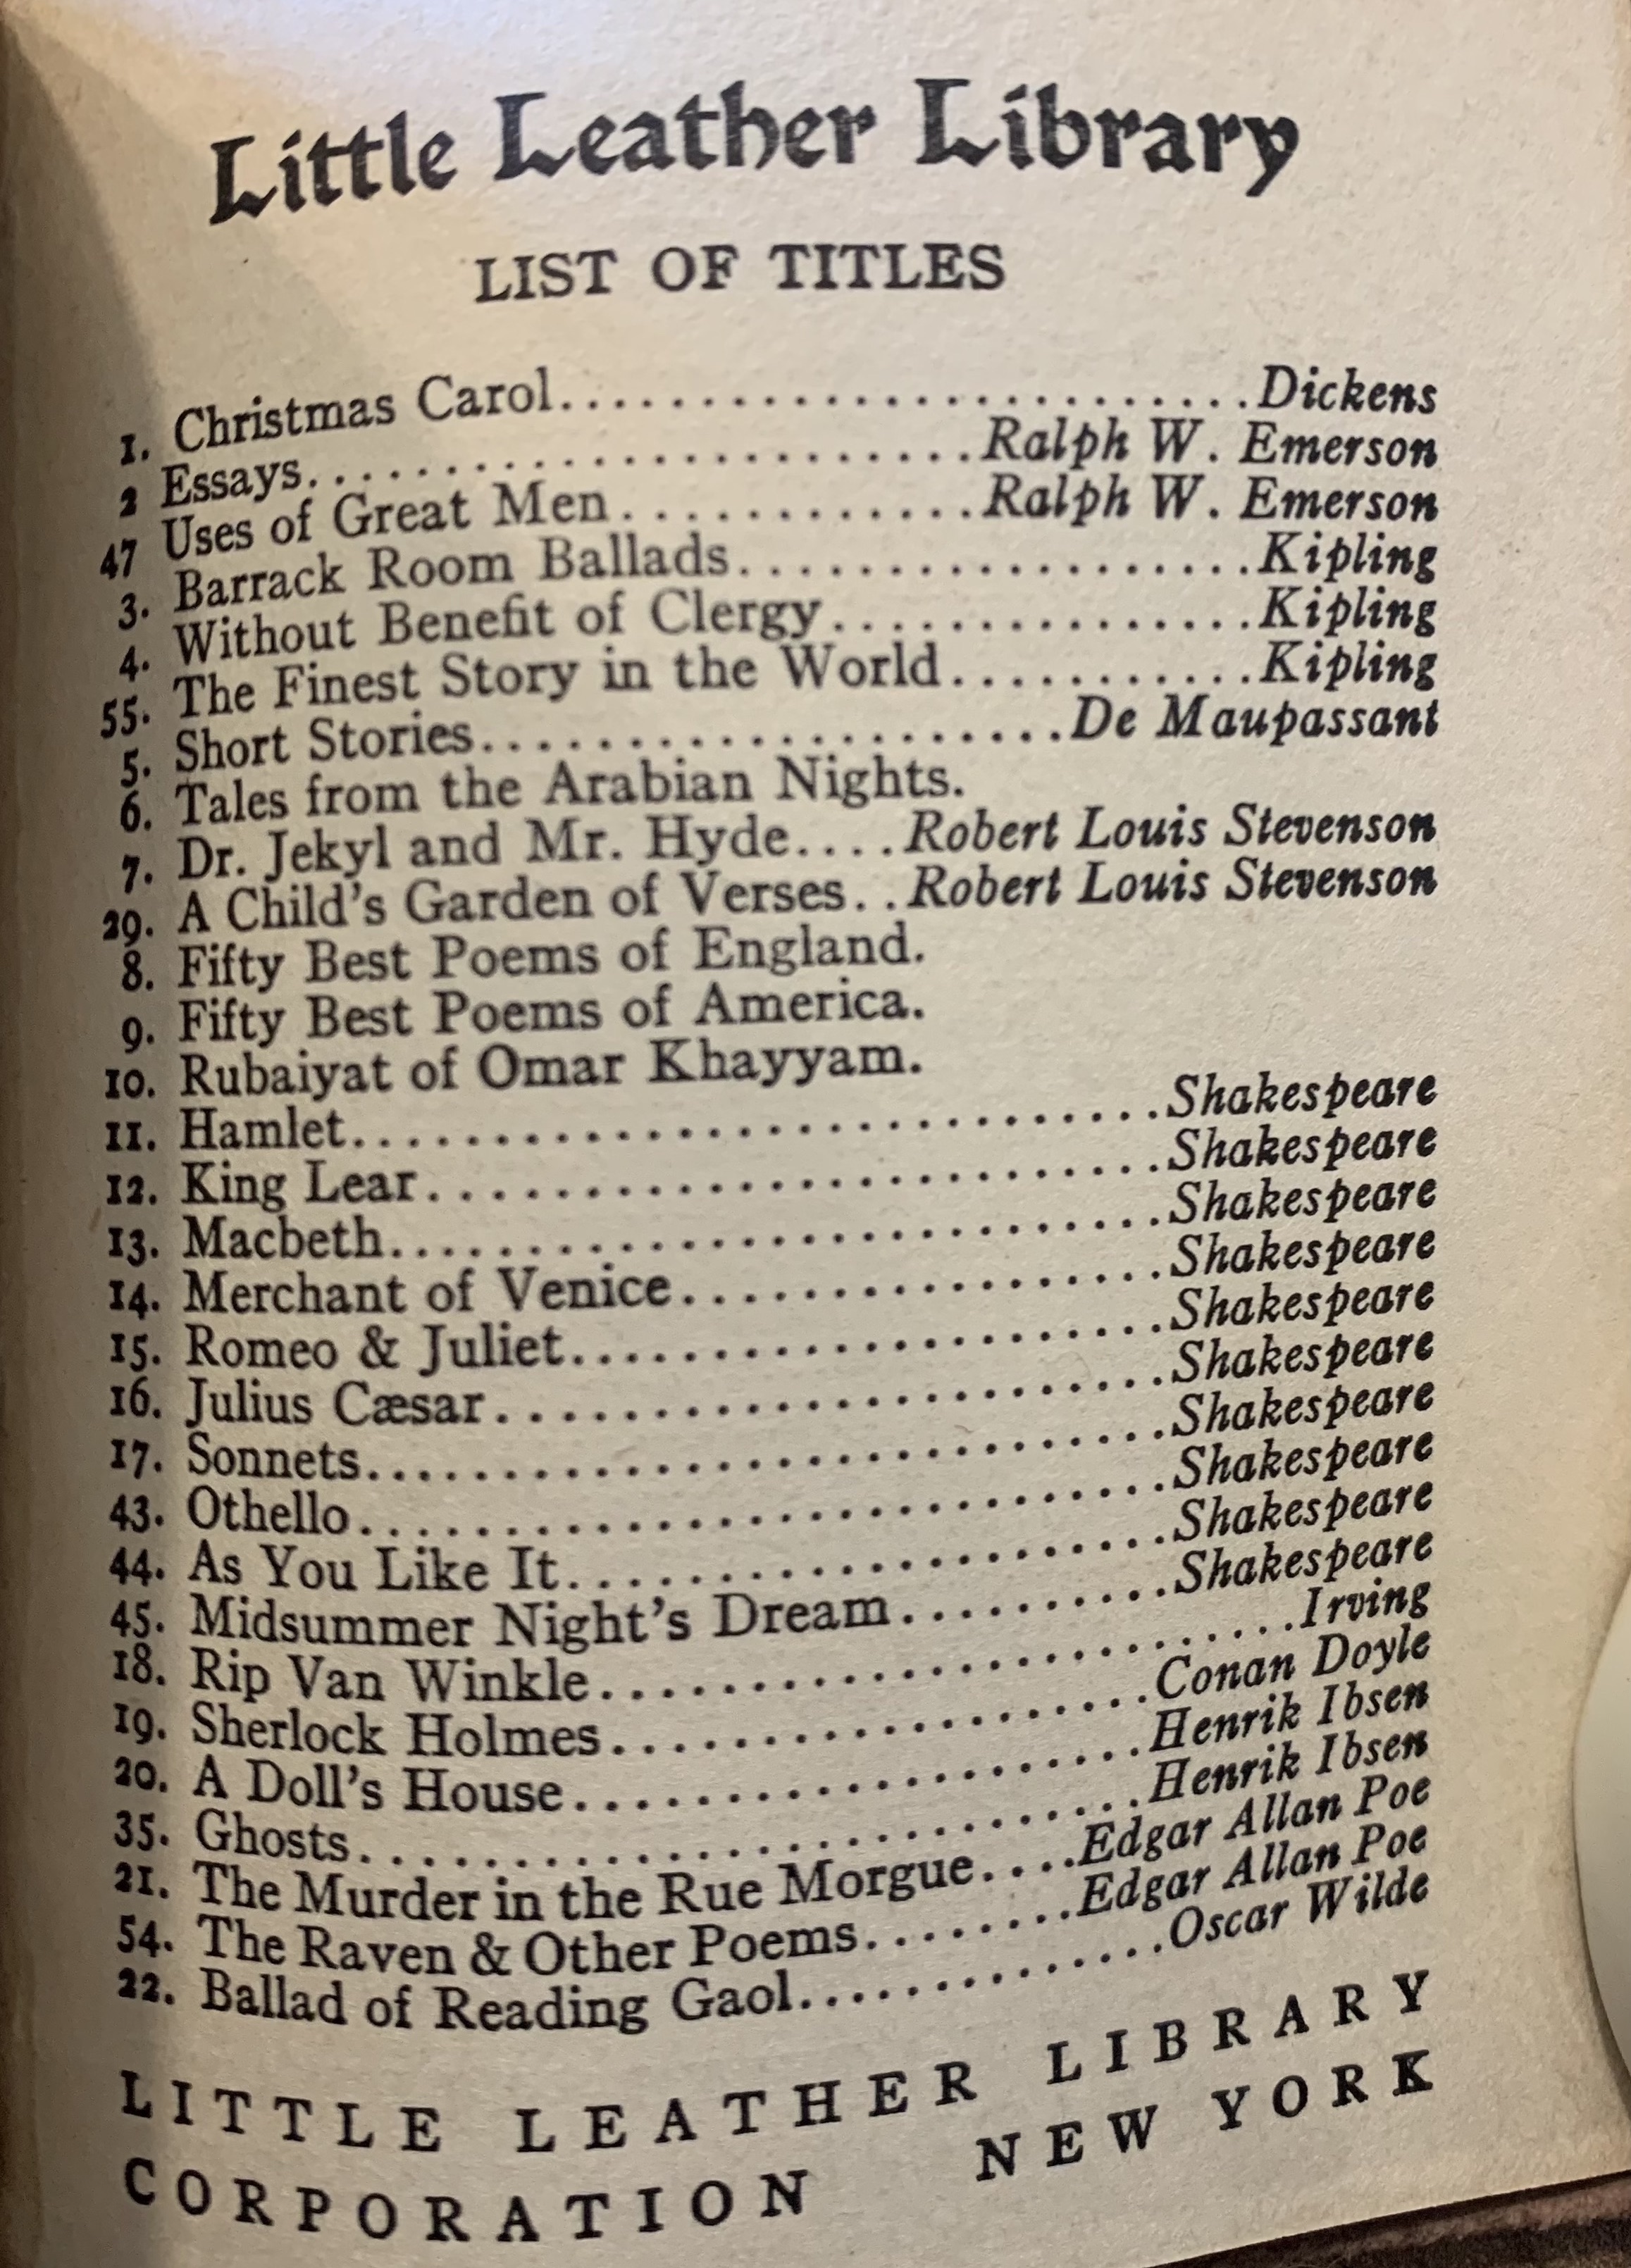 Little Leather Library
LIST OF TITLES
1. Christmas Carol.........................Dickens
2 Essays........................Ralph W. Emerson
47 Uses of Great Men.............Ralph W. Emerson
3. Barrack Room Ballads...................Kipling
4. Without Benefit of Clergy...............Kipling
55. The Finest Story in the World...........Kipling
5. Short Stories.....................De Maupassant
6. Tales from the Arabian Nights.
7. Dr. Jekyl and Mr. Hyde....Robert Louis Stevenson
29. A Child's Garden of Verses..Robert Louis Stevenson
8. Fifty Best Poems of England.
9. Fifty Best Poems of America.
10. Rubaiyat of Omar Khayyam.
11. Hamlet.............................Shakespeare
12. King Lear..........................Shakespeare
13. Macbeth............................Shakespeare
14. Merchant of Venice.................Shakespeare
15. Romeo & Juliet.....................Shakespeare
16. Julius Cæsar........................Shakespeare
17. Sonnets............................Shakespeare
43. Othello.............................Shakespeare
44. As You Like It.....................Shakespeare
45. Midsummer Night's Dream..........Shakespeare
18. Rip Van Winkle.........................Irving
19. Sherlock Holmes...................Conan Doyle
20. A Doll's House....................Henrik Ibsen
35. Ghosts............................Henrik Ibsen
21. The Murder in the Rue Morgue....Edgar Allan Poe
54. The Raven & Other Poems........Edgar Allan Poe
22. Ballad of Reading Gaol.............Oscar Wilde
LITTLE LEATHER LIBRARY
CORPORATION NEW YORK